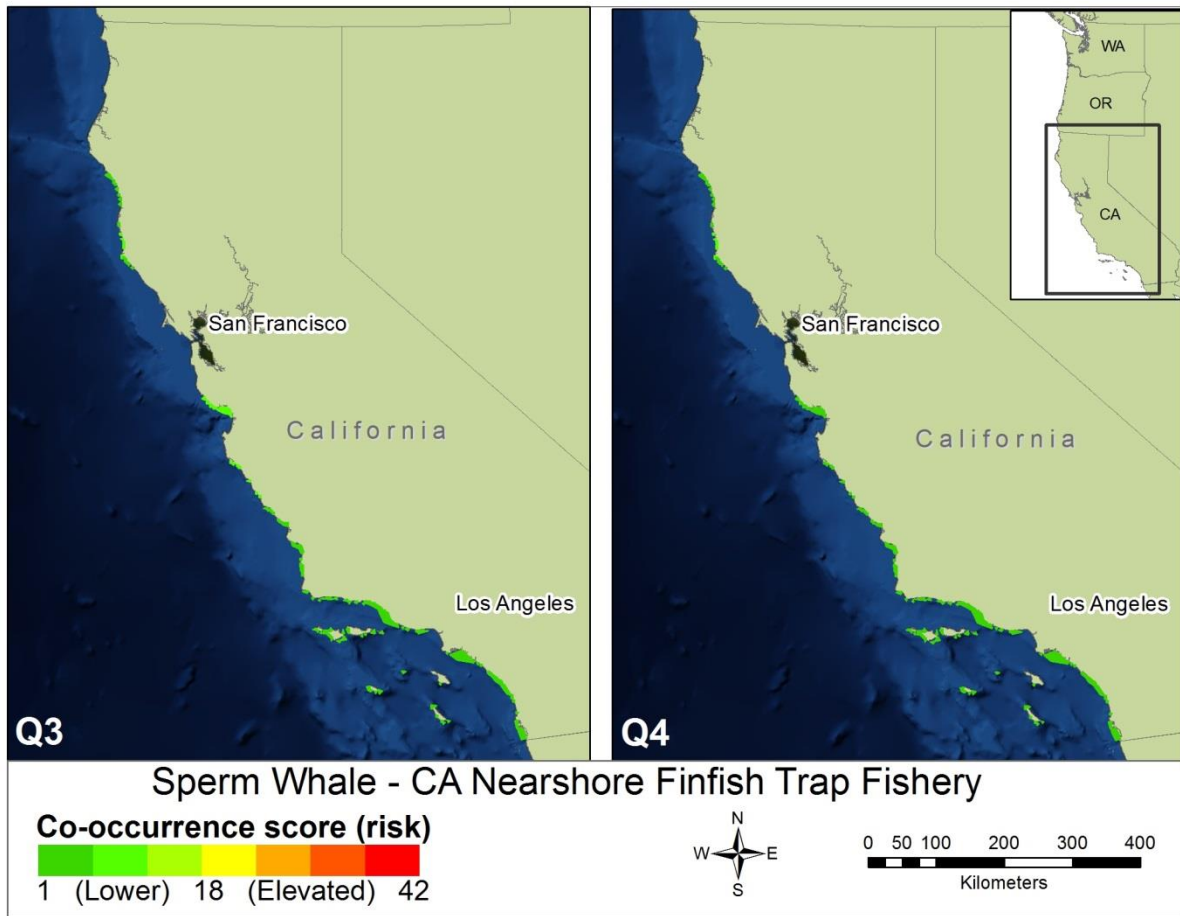 San Francisco
California
Los Angeles
Q3
WA
OR
CA
San Francisco
California
Los Angeles
Q4
Sperm Whale - CA Nearshore Finfish Trap Fishery
Co-occurrence score (risk)
1 (Lower) 18 (Elevated) 42
N
W E
S
0 50 100 200 300 400
Kilometers